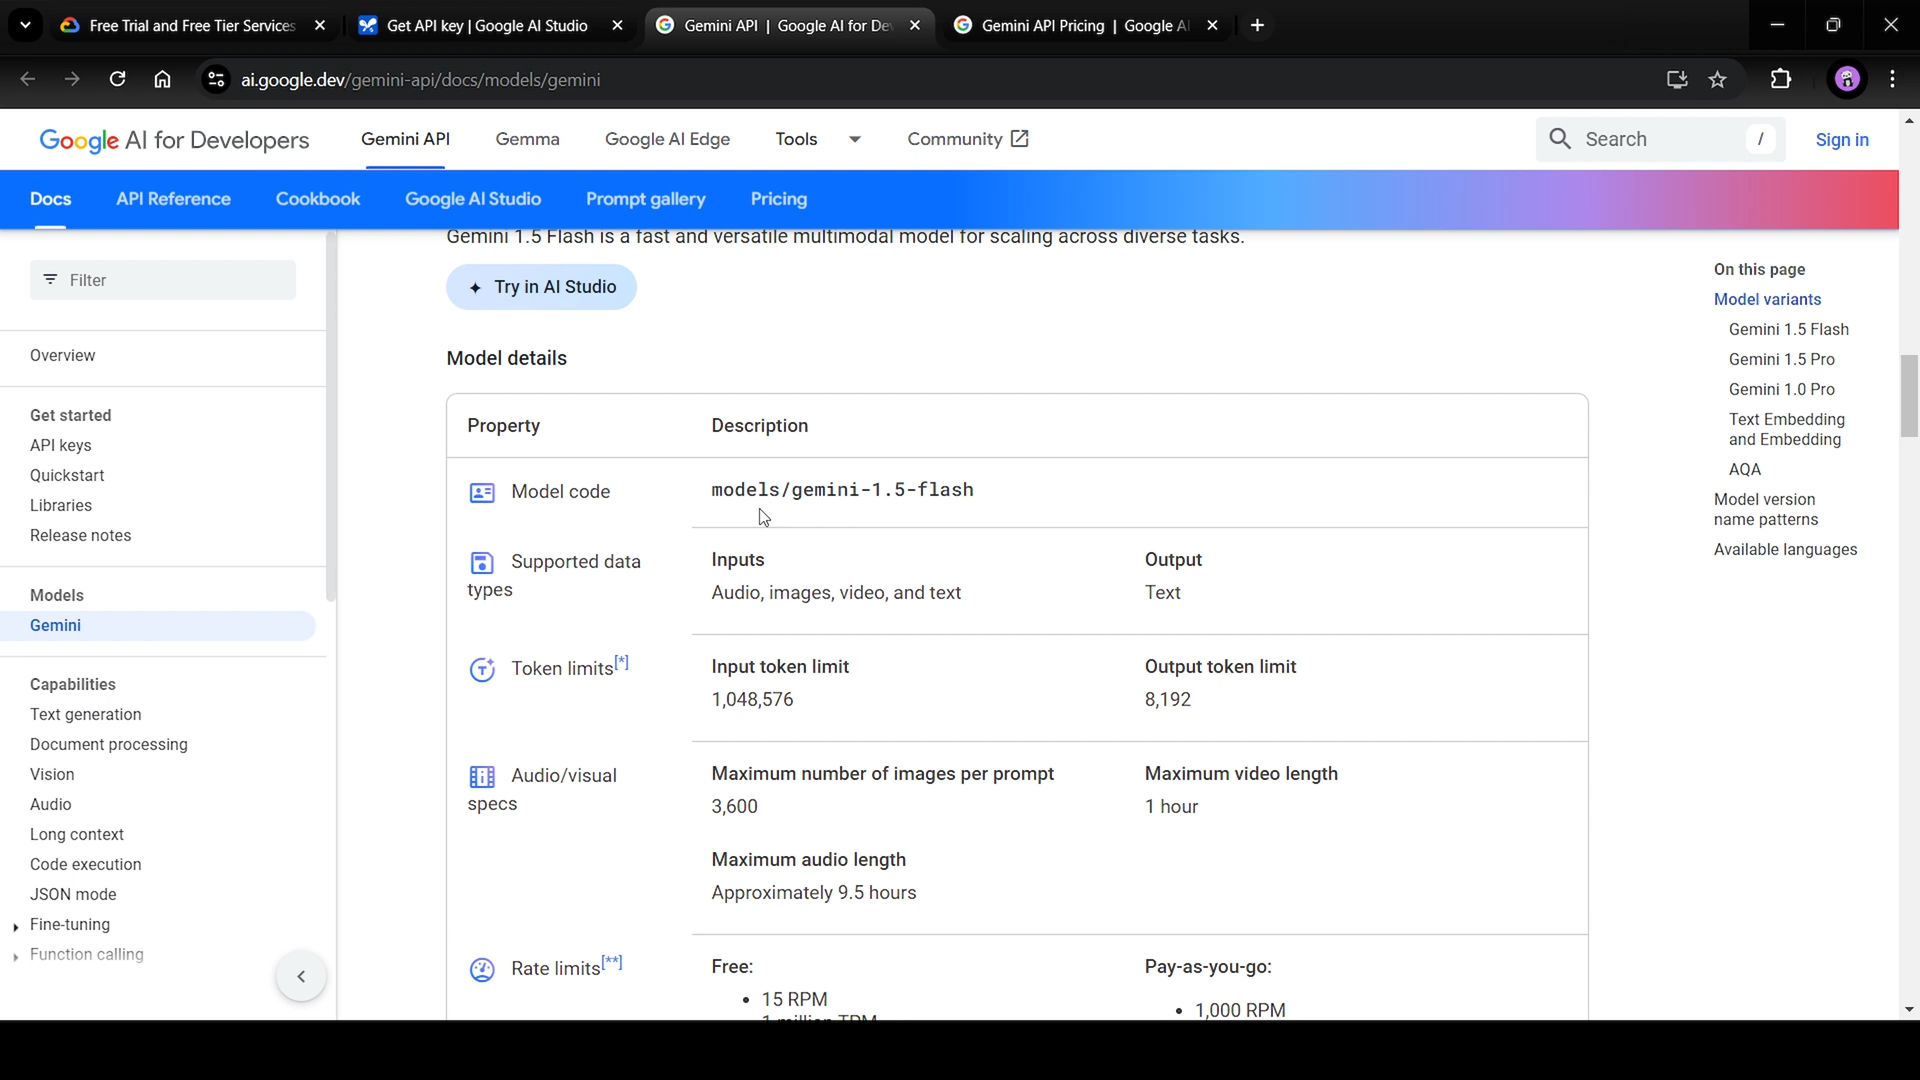 Free Trial and Free Tier Services
Get API key | Google AI Studio
Gemini API | Google AI for De
Gemini API Pricing | Google A
ai.google.dev/gemini-api/docs/models/gemini
Google AI for Developers
Gemini API
Gemma
Google AI Edge
Tools
Community
Search
/
Sign in
Docs
API Reference
Cookbook
Google AI Studio
Prompt gallery
Pricing
Filter
Overview
Get started
API keys
Quickstart
Libraries
Release notes
Models
Gemini
Capabilities
Text generation
Document processing
Vision
Audio
Long context
Code execution
JSON mode
Fine-tuning
Function calling
Gemini 1.5 Flash is a fast and versatile multimodal model for scaling across diverse tasks.
Try in AI Studio
Model details
Property
Description
Model code
models/gemini-1.5-flash
Supported data
types
Inputs
Audio, images, video, and text
Output
Text
Token limits[*]
Input token limit
1,048,576
Output token limit
8,192
Audio/visual
specs
Maximum number of images per prompt
3,600
Maximum video length
1 hour
Maximum audio length
Approximately 9.5 hours
Rate limits[**]
Free:
• 15 RPM
1 million TPM
Pay-as-you-go:
• 1,000 RPM
On this page
Model variants
Gemini 1.5 Flash
Gemini 1.5 Pro
Gemini 1.0 Pro
Text Embedding
and Embedding
AQA
Model version
name patterns
Available languages